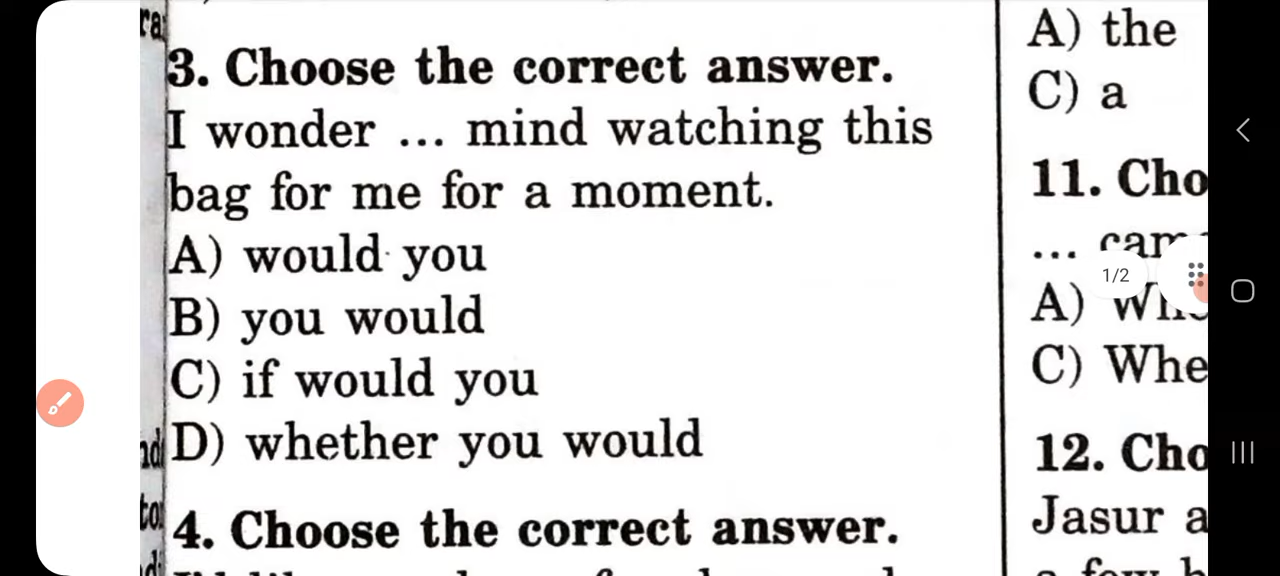 3. Choose the correct answer.
I wonder ... mind watching this
bag for me for a moment.
A) would you
B) you would
C) if would you
D) whether you would
4. Choose the correct answer.
A) the
C) a
11. Cho
... cam
1/2
A)
C) Whe
12. Cho
Jasur a
a few